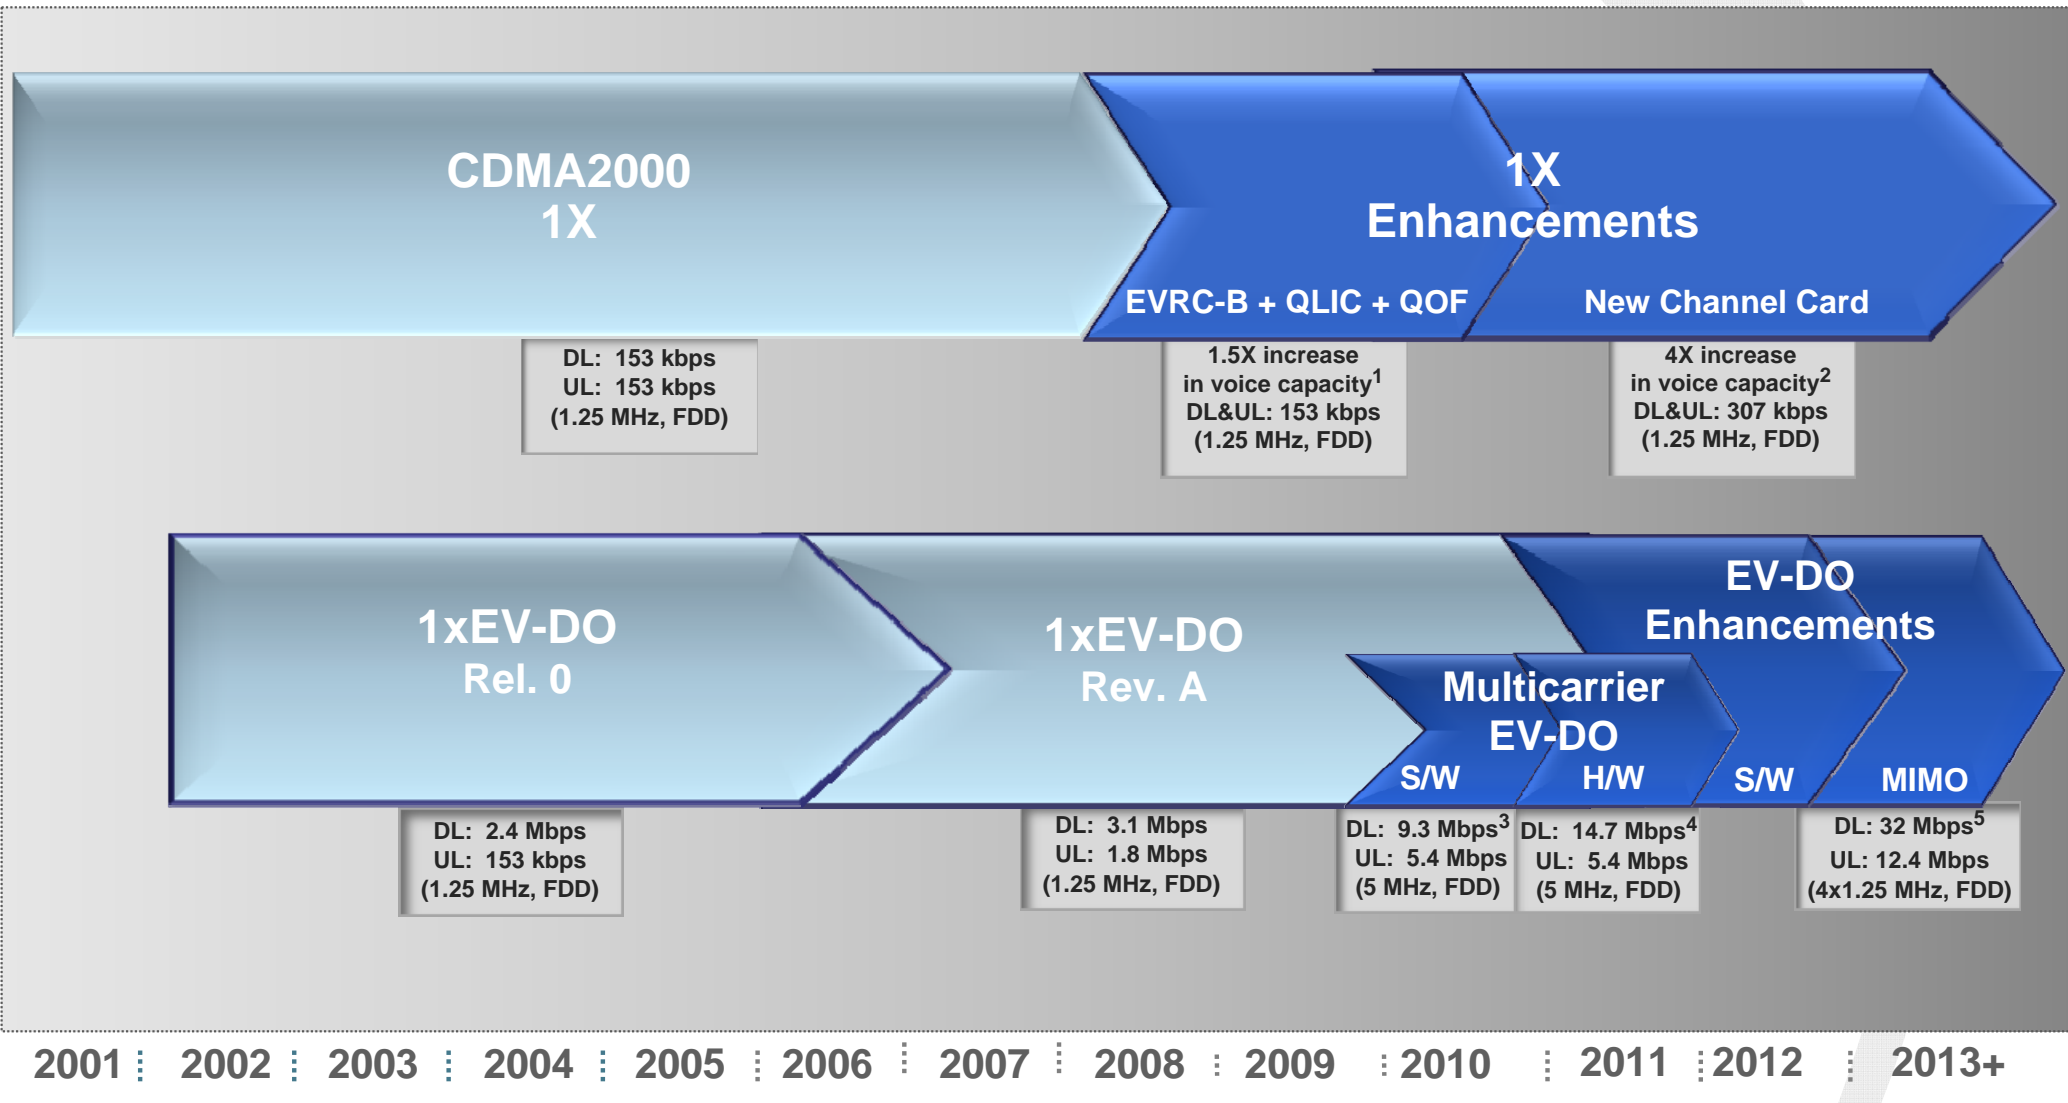 CDMA2000
1X
1X
Enhancements
EVRC-B + QLIC + QOF
New Channel Card
DL: 153 kbps
UL: 153 kbps
(1.25 MHz, FDD)
1.5X increase
in voice capacity1
DL&UL: 153 kbps
(1.25 MHz, FDD)
4X increase
in voice capacity2
DL&UL: 307 kbps
(1.25 MHz, FDD)
1xEV-DO
Rel. 0
1xEV-DO
Rev. A
EV-DO
Enhancements
Multicarrier
EV-DO
S/W
H/W
S/W
MIMO
DL: 2.4 Mbps
UL: 153 kbps
(1.25 MHz, FDD)
DL: 3.1 Mbps
UL: 1.8 Mbps
(1.25 MHz, FDD)
DL: 9.3 Mbps3
UL: 5.4 Mbps
(5 MHz, FDD)
DL: 14.7 Mbps4
UL: 5.4 Mbps
(5 MHz, FDD)
DL: 32 Mbps5
UL: 12.4 Mbps
(4x1.25 MHz, FDD)
2001 2002 2003 2004 2005 2006 2007 2008 2009 2010 2011 2012 2013+